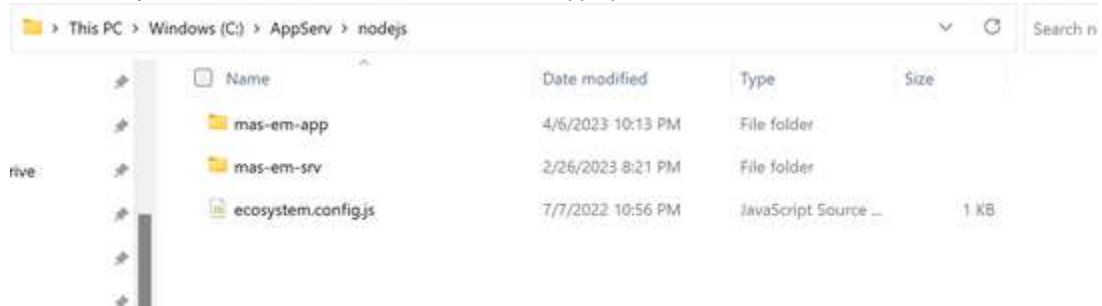 This PC > Windows (C:) > AppServ > nodejs
Search n
Name Date modified Type Size
mas-em-app 4/6/2023 10:13 PM File folder
rive mas-em-srv 2/26/2023 8:21 PM File folder
ecosystem.config.js 7/7/2022 10:56 PM JavaScript Source ... 1 KB